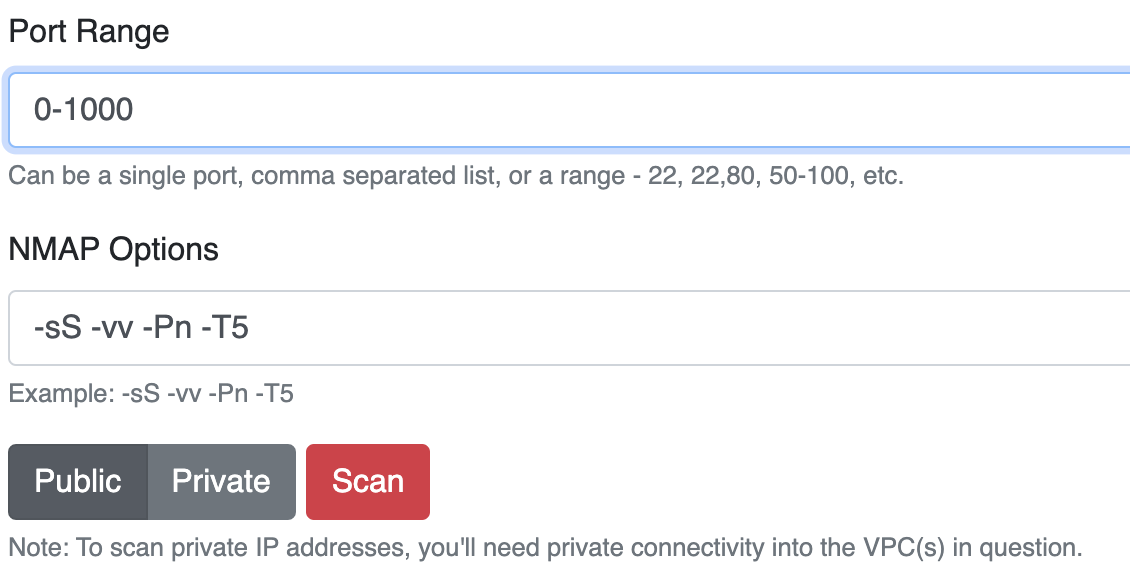 Port Range
0-1000
Can be a single port, comma separated list, or a range - 22, 22,80, 50-100, etc.
NMAP Options
-sS -vv -Pn -T5
Example: -sS -vv -Pn -T5
Public Private Scan
Note: To scan private IP addresses, you'll need private connectivity into the VPC(s) in question.